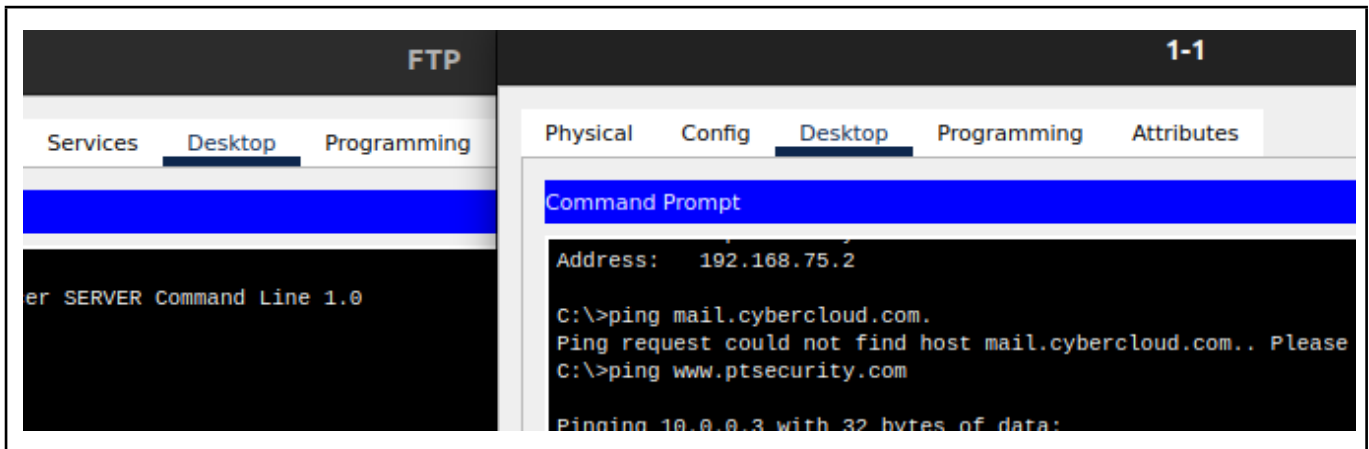 FTP
Services Desktop Programming
er SERVER Command Line 1.0
1-1
Physical Config Desktop Programming Attributes
Command Prompt
Address: 192.168.75.2
C:\>ping mail.cybercloud.com.
Ping request could not find host mail.cybercloud.com.. Please
C:\>ping www.ptsecurity.com
Pinging 10.0.0.3 with 32 bytes of data: